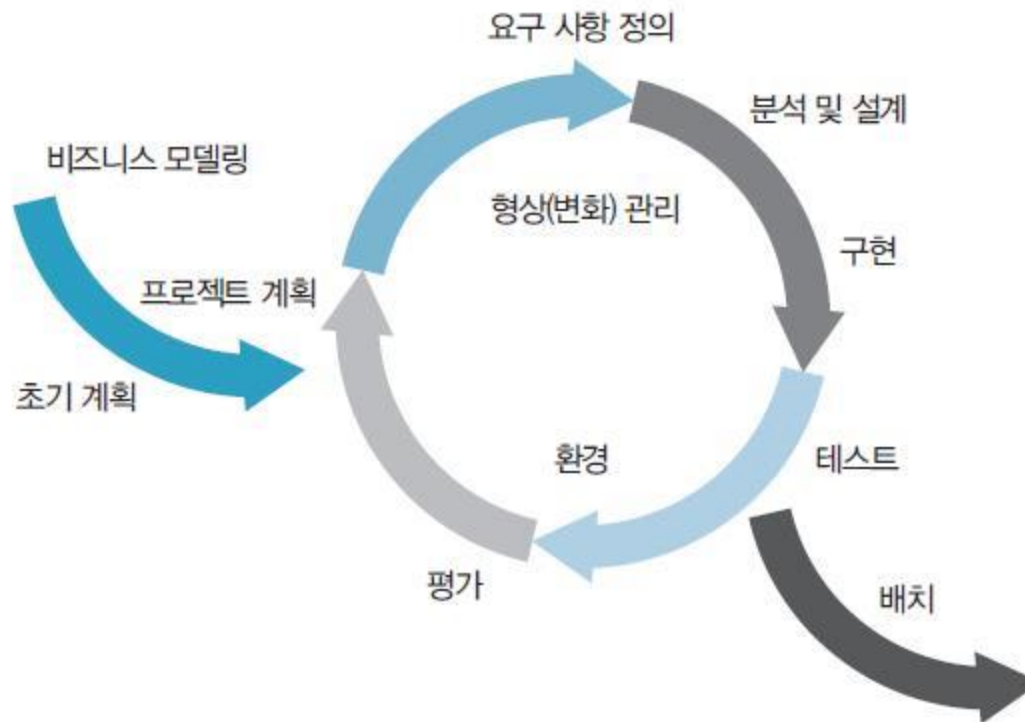 요구 사항 정의
분석 및 설계
비즈니스 모델링
형상(변화) 관리
구현
프로젝트 계획
초기 계획
환경
테스트
평가
배치